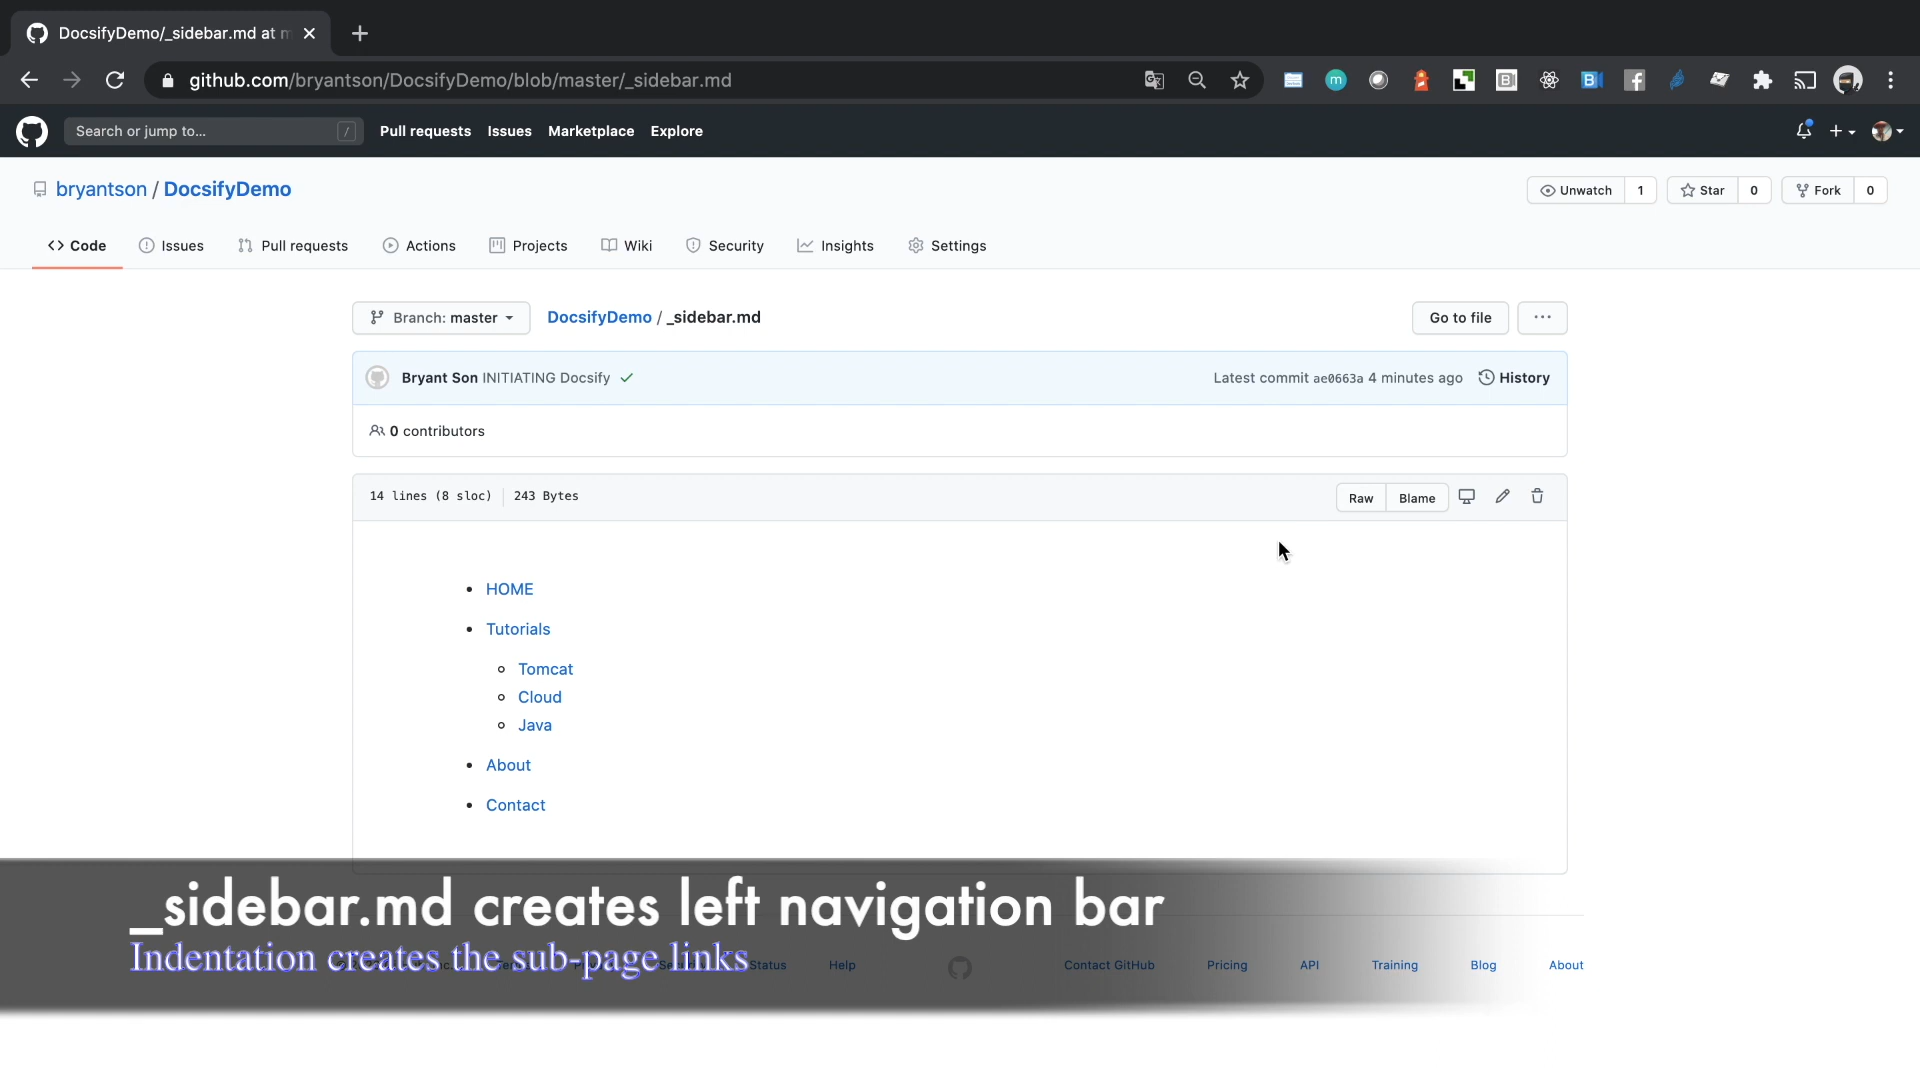 DocsifyDemo/_sidebar.md at m
github.com/bryantson/DocsifyDemo/blob/master/_sidebar.md
Search or jump to...
/
Pull requests
Issues
Marketplace
Explore
bryantson / DocsifyDemo
Unwatch 1
Star 0
Fork 0
Code
Issues
Pull requests
Actions
Projects
Wiki
Security
Insights
Settings
Branch: master
DocsifyDemo / _sidebar.md
Go to file
Bryant Son INITIATING Docsify
Latest commit ae0663a 4 minutes ago
History
0 contributors
14 lines (8 sloc)
243 Bytes
Raw
Blame
HOME
Tutorials
Tomcat
Cloud
Java
About
Contact
_sidebar.md creates left navigation bar
Indentation creates the sub-page links
Status
Help
Contact GitHub
Pricing
API
Training
Blog
About